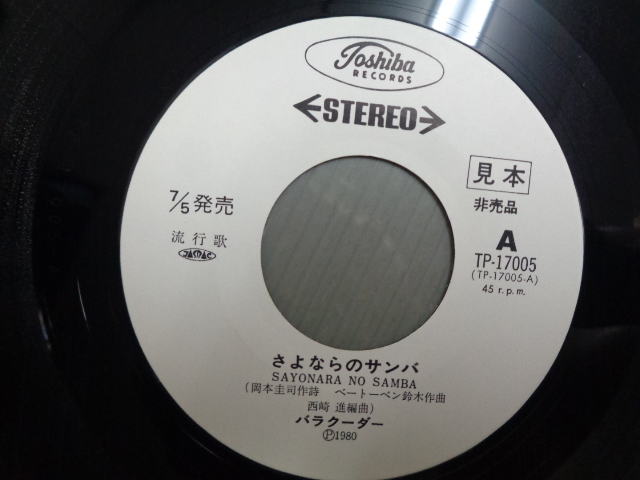 Toshiba
RECORDS
STEREO
見本
非売品
7/5 発売
流行歌
JASRAC
A
TP-17005
(TP-17005-A)
45 r.p.m.
さよならのサンバ
SAYONARA NO SAMBA
(岡本圭司作詩 ベートーベン鈴木作曲
西崎 進編曲)
バラクーダー
Ⓟ1980